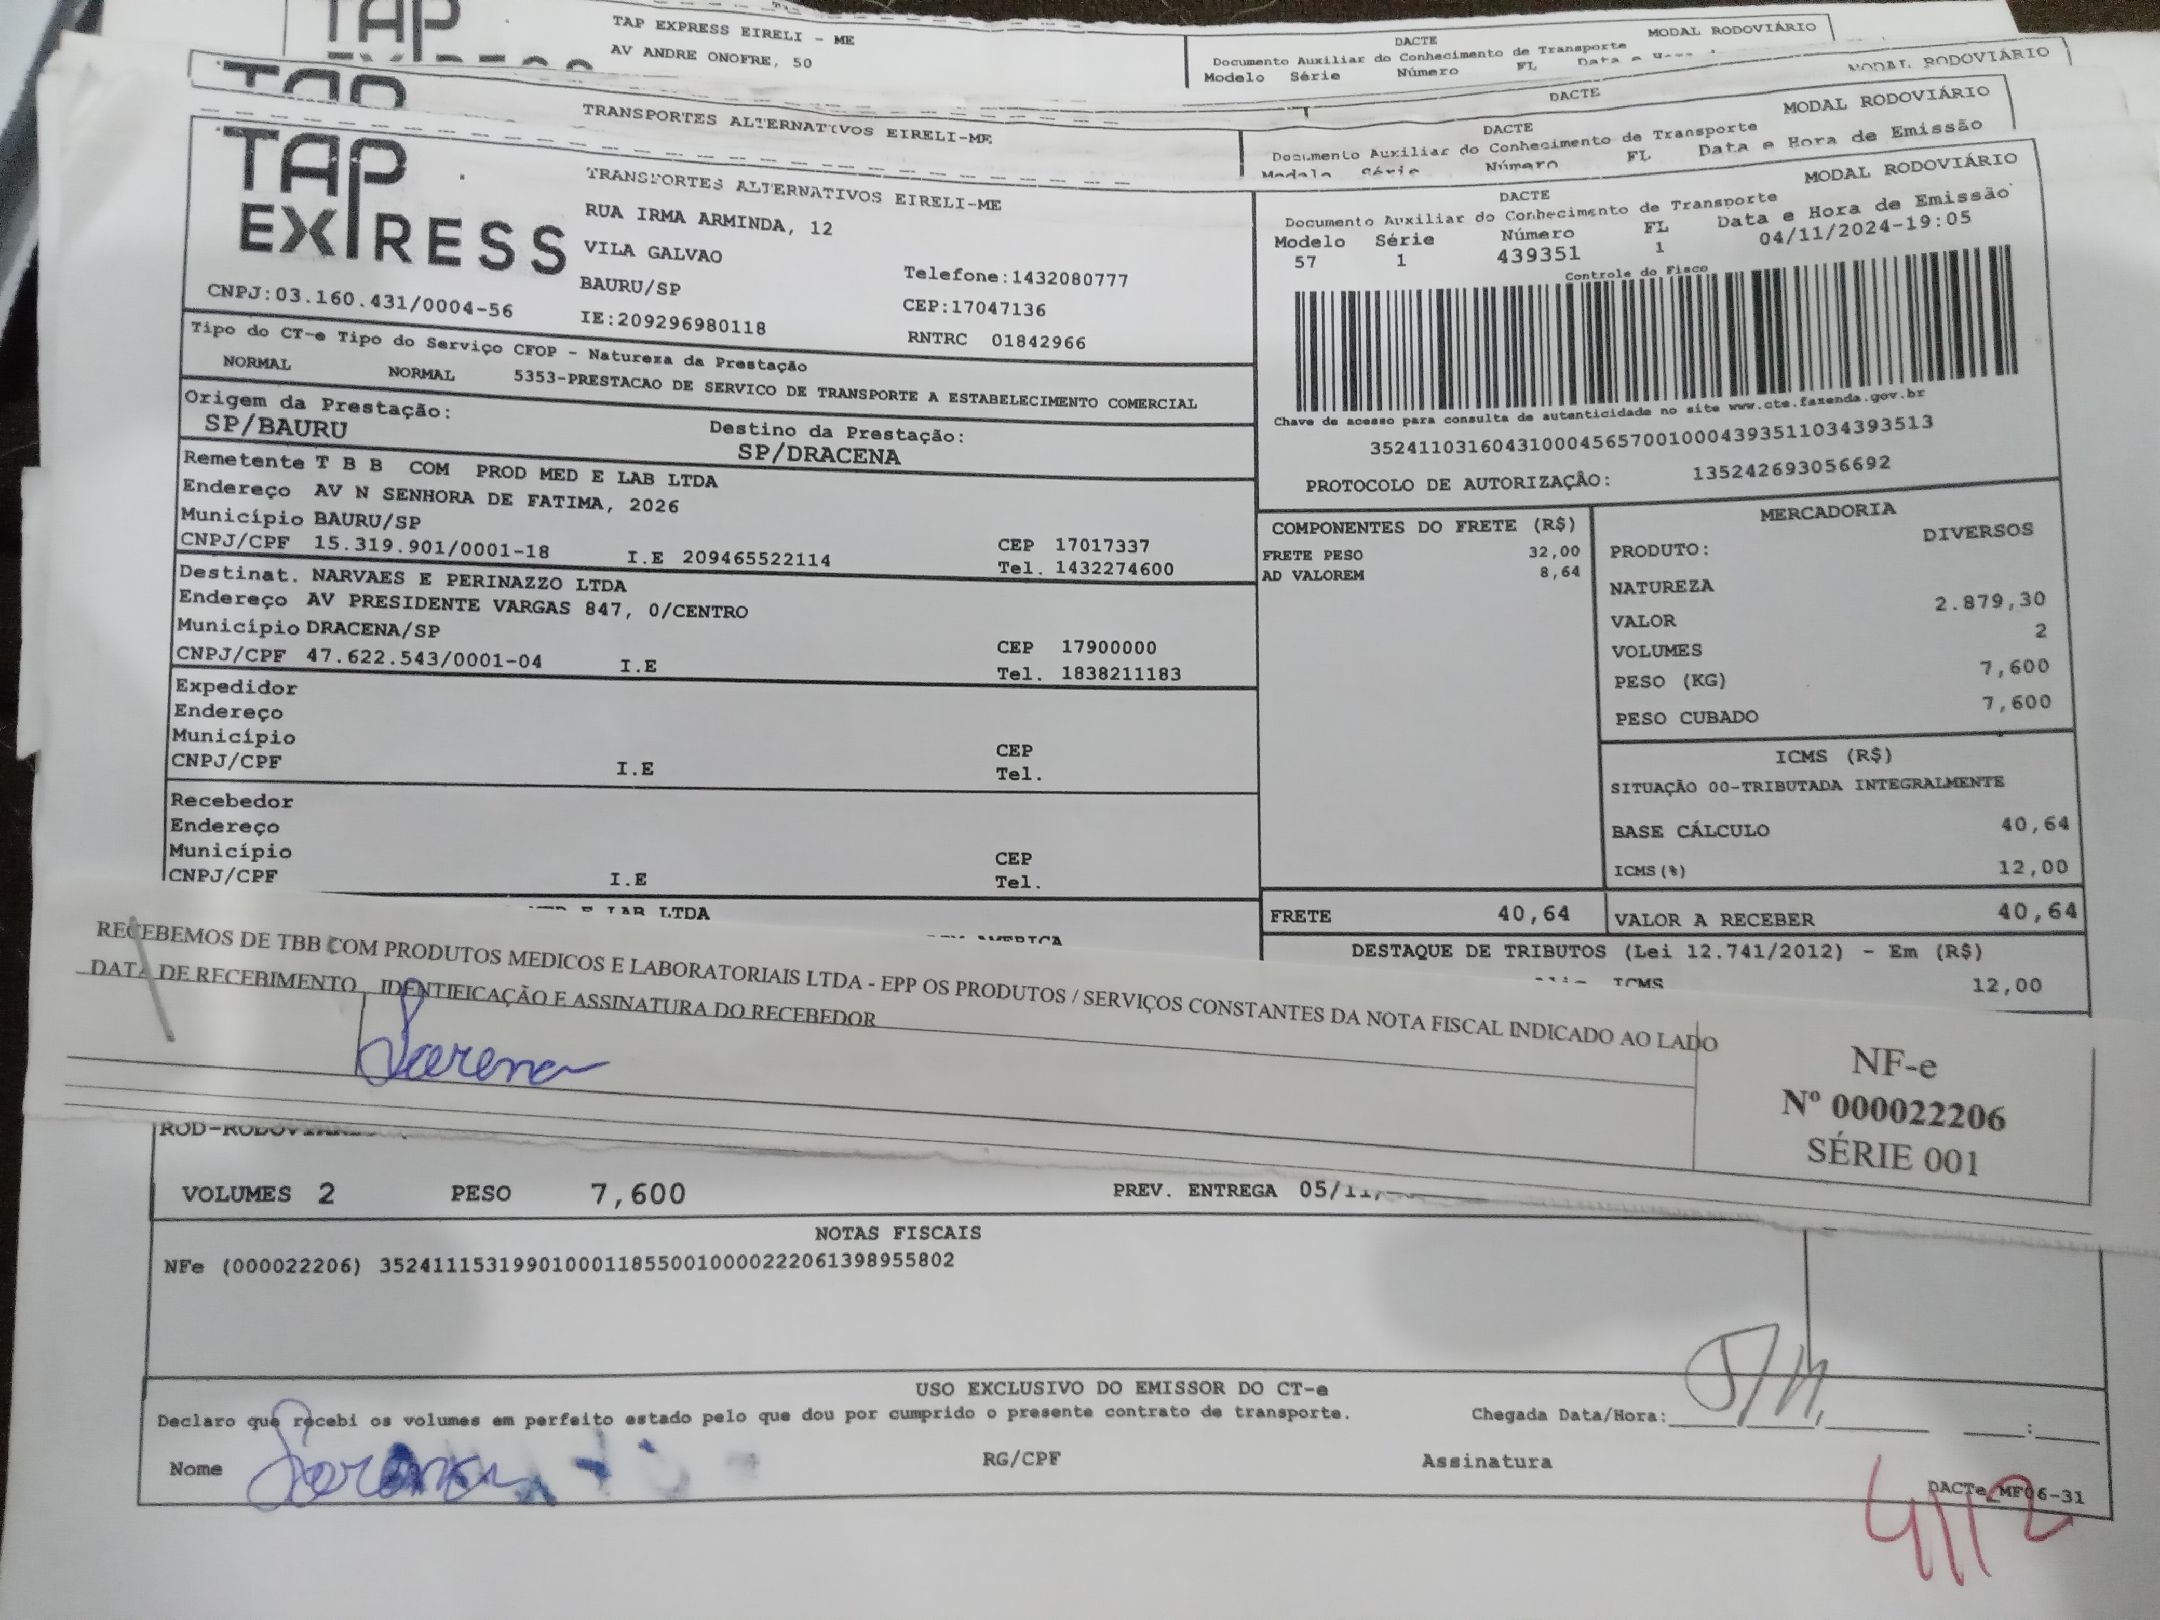 TAP
TAP EXPRESS EIRELI - ME
AV ANDRE ONOFRE, 50
DACTE
MODAL RODOVIÁRIO
Documento Auxiliar do Conhecimento de Transporte
Modelo Série Número FL
MODAL RODOVIÁRIO
DACTE
TRANSPORTES ALTERNATIVOS EIRELI-ME
DACTE
MODAL RODOVIÁRIO
Documento Auxiliar do Conhecimento de Transporte
Número FL Data e Hora de Emissão
TAP EXPRESS
CNPJ:03.160.431/0004-56
TRANSPORTES ALTERNATIVOS EIRELI-ME
RUA IRMA ARMINDA, 12
VILA GALVAO
BAURU/SP
IE:209296980118
Telefone:1432080777
CEP:17047136
RNTRC 01842966
DACTE
MODAL RODOVIÁRIO
Documento Auxiliar do Conhecimento de Transporte
Modelo Série Número FL Data e Hora de Emissão
57 1 439351 1 04/11/2024-19:05
Controle do Fisco
Chave de acesso para consulta de autenticidade no site www.cte.fazenda.gov.br
35241103160431000456570010004393511034393513
PROTOCOLO DE AUTORIZAÇÃO: 135242693056692
Tipo do CT-e Tipo do Serviço CFOP - Natureza da Prestação
NORMAL NORMAL 5353-PRESTACAO DE SERVICO DE TRANSPORTE A ESTABELECIMENTO COMERCIAL
Origem da Prestação: Destino da Prestação:
SP/BAURU SP/DRACENA
Remetente T B B COM PROD MED E LAB LTDA
Endereço AV N SENHORA DE FATIMA, 2026
Município BAURU/SP CEP 17017337
CNPJ/CPF 15.319.901/0001-18 I.E 209465522114 Tel. 1432274600
Destinat. NARVAES E PERINAZZO LTDA
Endereço AV PRESIDENTE VARGAS 847, 0/CENTRO
Município DRACENA/SP CEP 17900000
CNPJ/CPF 47.622.543/0001-04 I.E Tel. 1838211183
Expedidor
Endereço
Município CEP
CNPJ/CPF I.E Tel.
Recebedor
Endereço
Município CEP
CNPJ/CPF I.E Tel.
COMPONENTES DO FRETE (R$)
FRETE PESO 32,00
AD VALOREM 8,64
MERCADORIA
PRODUTO: DIVERSOS
NATUREZA
VALOR 2.879,30
VOLUMES 2
PESO (KG) 7,600
PESO CUBADO 7,600
ICMS (R$)
SITUAÇÃO 00-TRIBUTADA INTEGRALMENTE
BASE CÁLCULO 40,64
ICMS(%) 12,00
FRETE 40,64 VALOR A RECEBER 40,64
DESTAQUE DE TRIBUTOS (Lei 12.741/2012) - Em (R$)
ICMS 12,00
E LAB LTDA
RECEBEMOS DE TBB COM PRODUTOS MEDICOS E LABORATORIAIS LTDA - EPP OS PRODUTOS / SERVIÇOS CONSTANTES DA NOTA FISCAL INDICADO AO LADO
DATA DE RECEBIMENTO IDENTIFICAÇÃO E ASSINATURA DO RECEBEDOR
NF-e
Nº 000022206
SÉRIE 001
VOLUMES 2 PESO 7,600 PREV. ENTREGA 05/11/
NOTAS FISCAIS
NFe (000022206) 35241115319901000118550010000222061398955802
USO EXCLUSIVO DO EMISSOR DO CT-e
Declaro que recebi os volumes em perfeito estado pelo que dou por cumprido o presente contrato de transporte. Chegada Data/Hora: 5/11
Nome RG/CPF Assinatura
DACTe_MF06-31
4/12